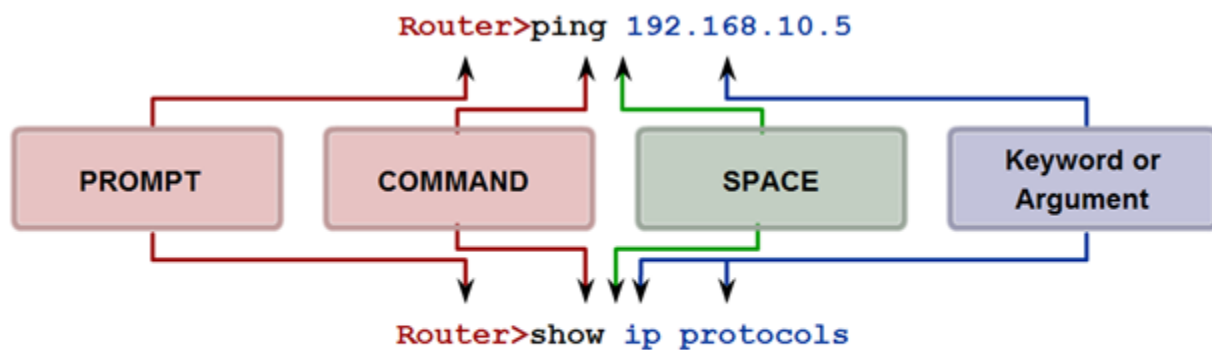 Router>ping 192.168.10.5
PROMPT
COMMAND
SPACE
Keyword or
Argument
Router>show ip protocols